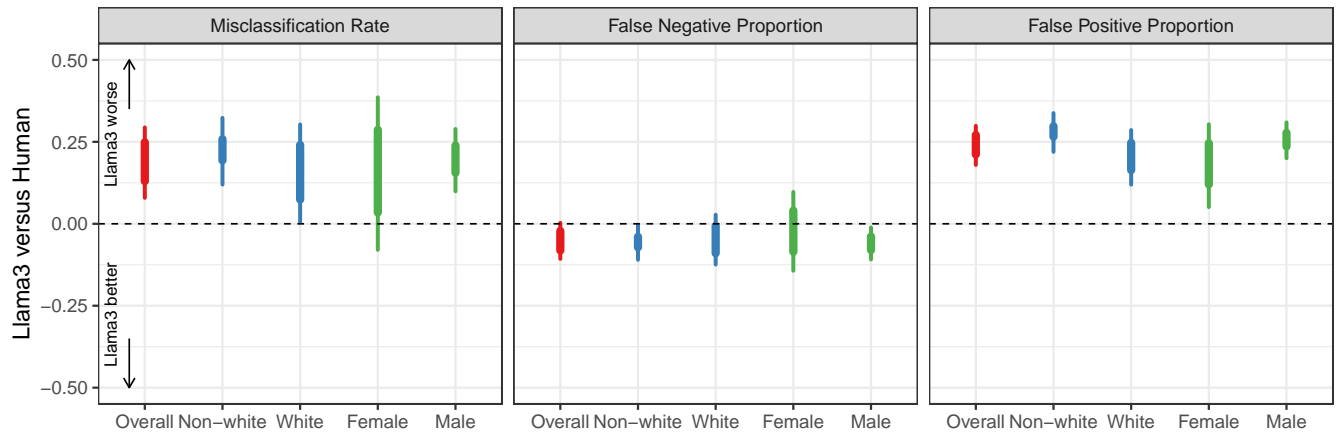 Misclassification Rate
False Negative Proportion
False Positive Proportion
Llama3 versus Human
0.50
0.25
0.00
−0.25
−0.50
Llama3 worse
Llama3 better
Overall Non−white White Female Male
Overall Non−white White Female Male
Overall Non−white White Female Male